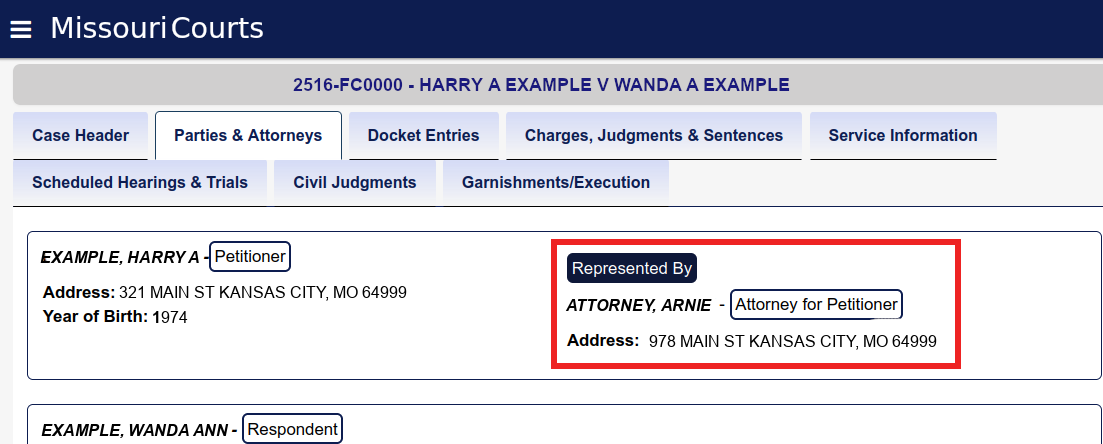 Missouri Courts
2516-FC0000 - HARRY A EXAMPLE V WANDA A EXAMPLE
Case Header
Parties & Attorneys
Docket Entries
Charges, Judgments & Sentences
Service Information
Scheduled Hearings & Trials
Civil Judgments
Garnishments/Execution
EXAMPLE, HARRY A - Petitioner
Address: 321 MAIN ST KANSAS CITY, MO 64999
Year of Birth: 1974
Represented By
ATTORNEY, ARNIE - Attorney for Petitioner
Address: 978 MAIN ST KANSAS CITY, MO 64999
EXAMPLE, WANDA ANN - Respondent